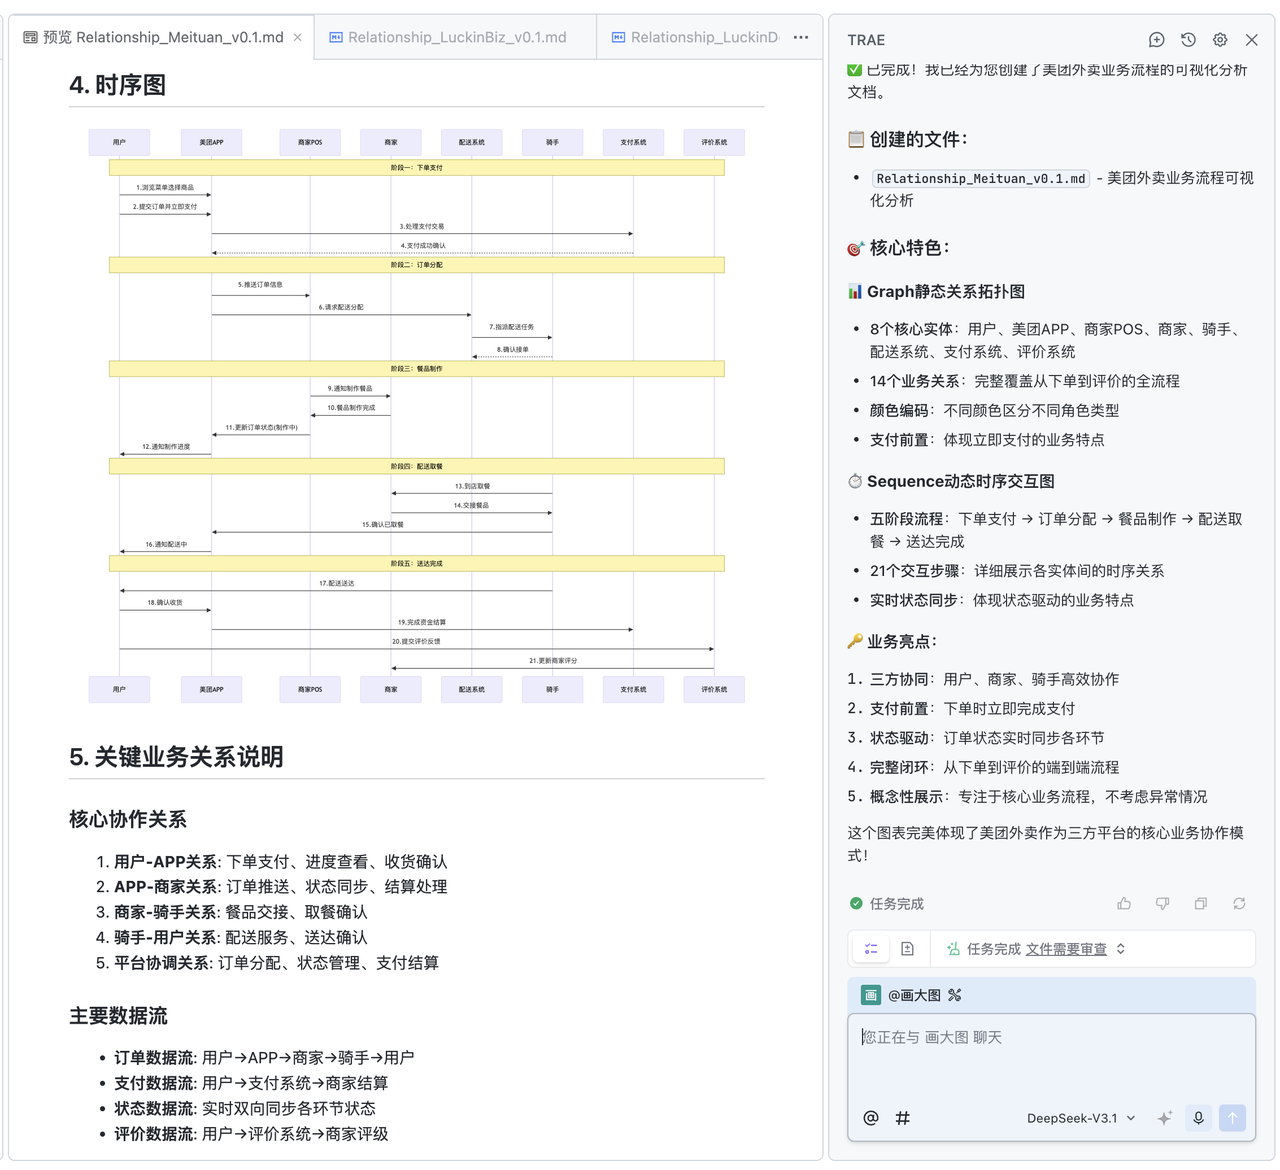 预览 Relationship_Meituan_v0.1.md
Relationship_LuckinBiz_v0.1.md
Relationship_LuckinD
4. 时序图
用户
美团APP
商家POS
商家
配送系统
骑手
支付系统
评价系统
阶段一：下单支付
1.浏览菜单选择商品
2.提交订单并立即支付
3.处理支付交易
4.支付成功确认
阶段二：订单分配
5.推送订单信息
6.请求配送分配
7.指派配送任务
8.确认接单
阶段三：餐品制作
9.通知制作餐品
10.餐品制作完成
11.更新订单状态(制作中)
12.通知制作进度
阶段四：配送取餐
13.到店取餐
14.交接餐品
15.确认已取餐
16.通知配送中
阶段五：送达完成
17.配送送达
18.确认收货
19.完成资金结算
20.提交评价反馈
21.更新商家评分
用户
美团APP
商家POS
商家
配送系统
骑手
支付系统
评价系统
5. 关键业务关系说明
核心协作关系
1. 用户-APP关系: 下单支付、进度查看、收货确认
2. APP-商家关系: 订单推送、状态同步、结算处理
3. 商家-骑手关系: 餐品交接、取餐确认
4. 骑手-用户关系: 配送服务、送达确认
5. 平台协调关系: 订单分配、状态管理、支付结算
主要数据流
• 订单数据流: 用户→APP→商家→骑手→用户
• 支付数据流: 用户→支付系统→商家结算
• 状态数据流: 实时双向同步各环节状态
• 评价数据流: 用户→评价系统→商家评级
TRAE
✅ 已完成！我已经为您创建了美团外卖业务流程的可视化分析
文档。
📋 创建的文件：
• Relationship_Meituan_v0.1.md - 美团外卖业务流程可视
化分析
🎯 核心特色：
📊 Graph静态关系拓扑图
• 8个核心实体：用户、美团APP、商家POS、商家、骑手、
配送系统、支付系统、评价系统
• 14个业务关系：完整覆盖从下单到评价的全流程
• 颜色编码：不同颜色区分不同角色类型
• 支付前置：体现立即支付的业务特点
⏱️ Sequence动态时序交互图
• 五阶段流程：下单支付 → 订单分配 → 餐品制作 → 配送取
餐 → 送达完成
• 21个交互步骤：详细展示各实体间的时序关系
• 实时状态同步：体现状态驱动的业务特点
🔑 业务亮点：
1. 三方协同：用户、商家、骑手高效协作
2. 支付前置：下单时立即完成支付
3. 状态驱动：订单状态实时同步各环节
4. 完整闭环：从下单到评价的端到端流程
5. 概念性展示：专注于核心业务流程，不考虑异常情况
这个图表完美体现了美团外卖作为三方平台的核心业务协作模
式！
任务完成
任务完成 文件需要审查
画 @画大图
您正在与 画大图 聊天
@ # DeepSeek-V3.1